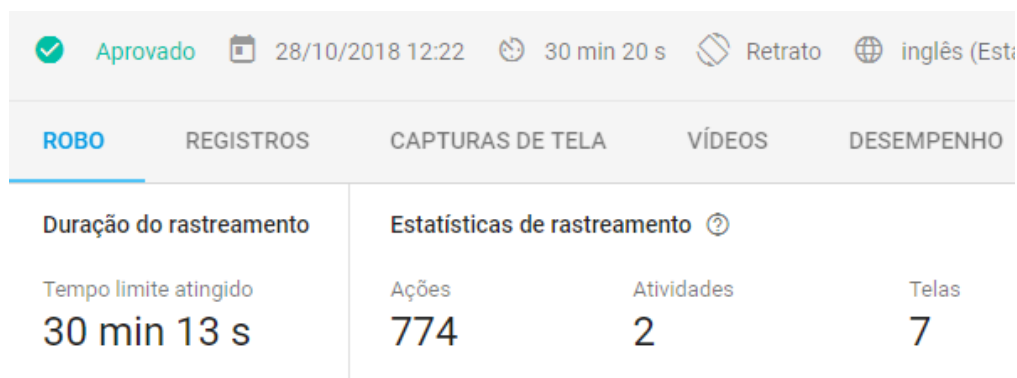 Aprovado 28/10/2018 12:22 30 min 20 s Retrato inglês
ROBO REGISTROS CAPTURAS DE TELA VÍDEOS DESEMPENHO
Duração do rastreamento Estatísticas de rastreamento
Tempo limite atingido Ações Atividades Telas
30 min 13 s 774 2 7